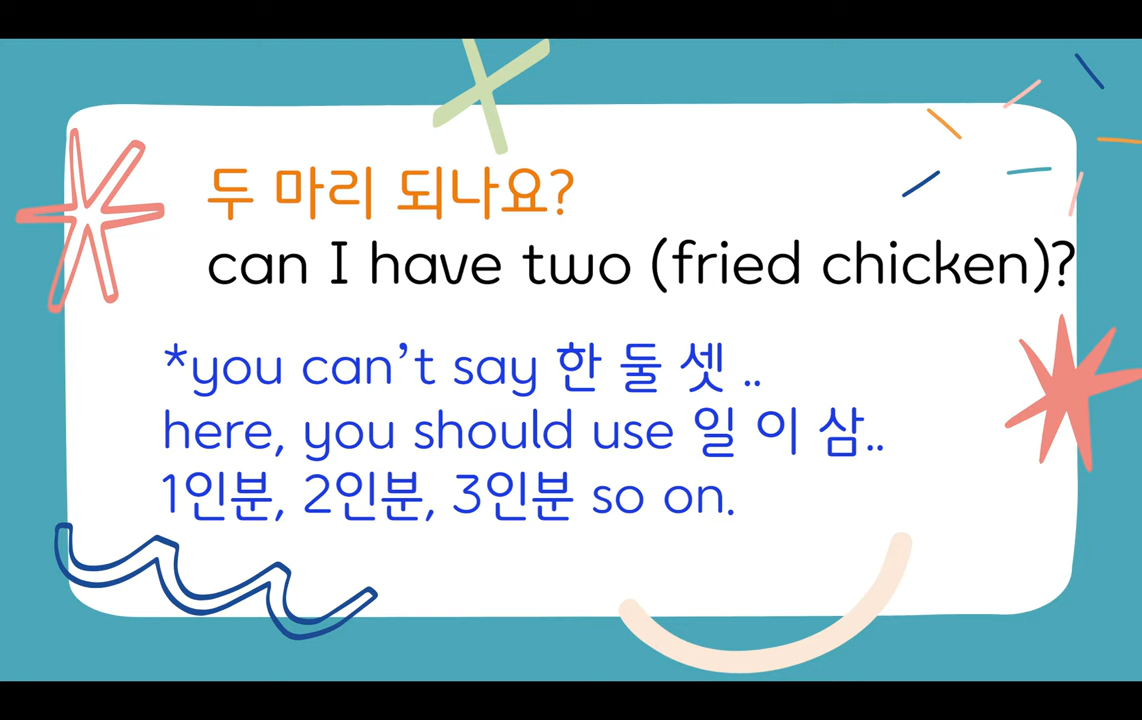 두 마리 되나요?
can I have two (fried chicken)?
*you can't say 한 둘 셋 ..
here, you should use 일 이 삼..
1인분, 2인분, 3인분 so on.